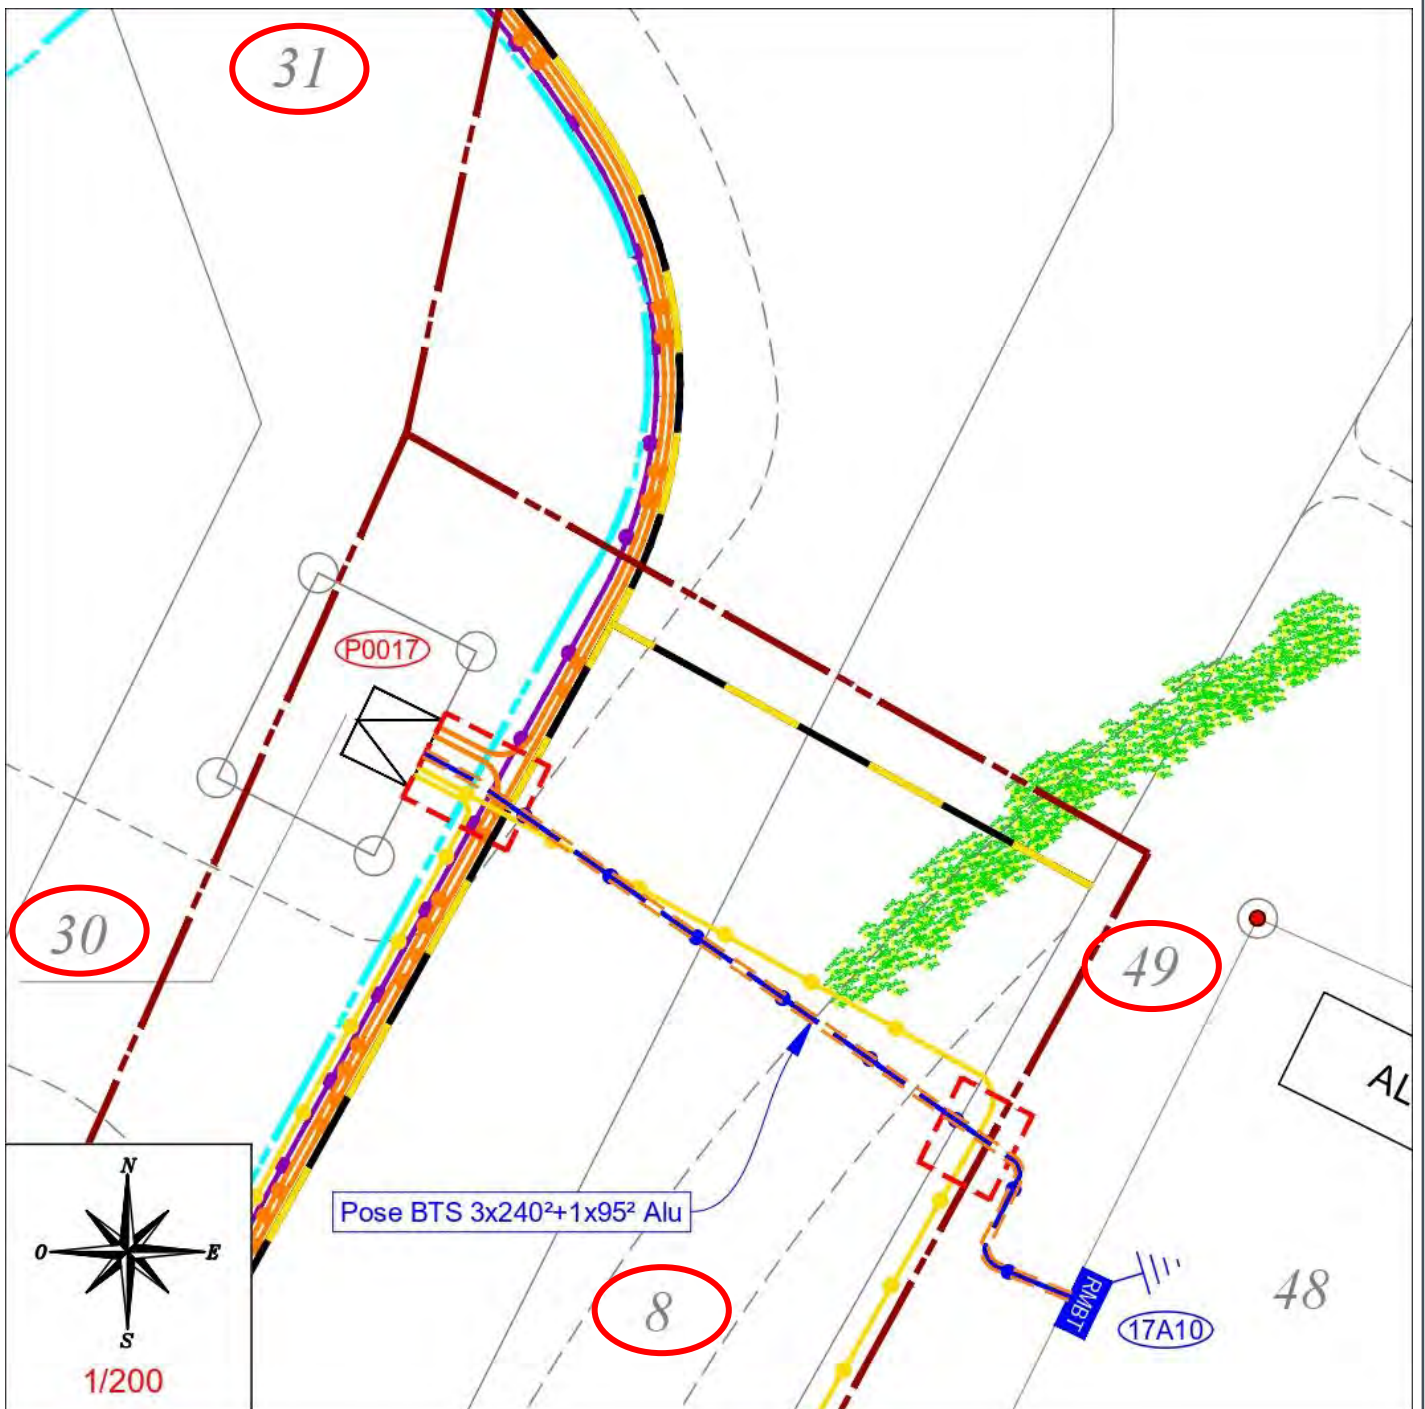 31
P0017
30
49
AL
N
O
E
S
1/200
Pose BTS 3x240²+1x95² Alu
8
RMBT
17A10
48